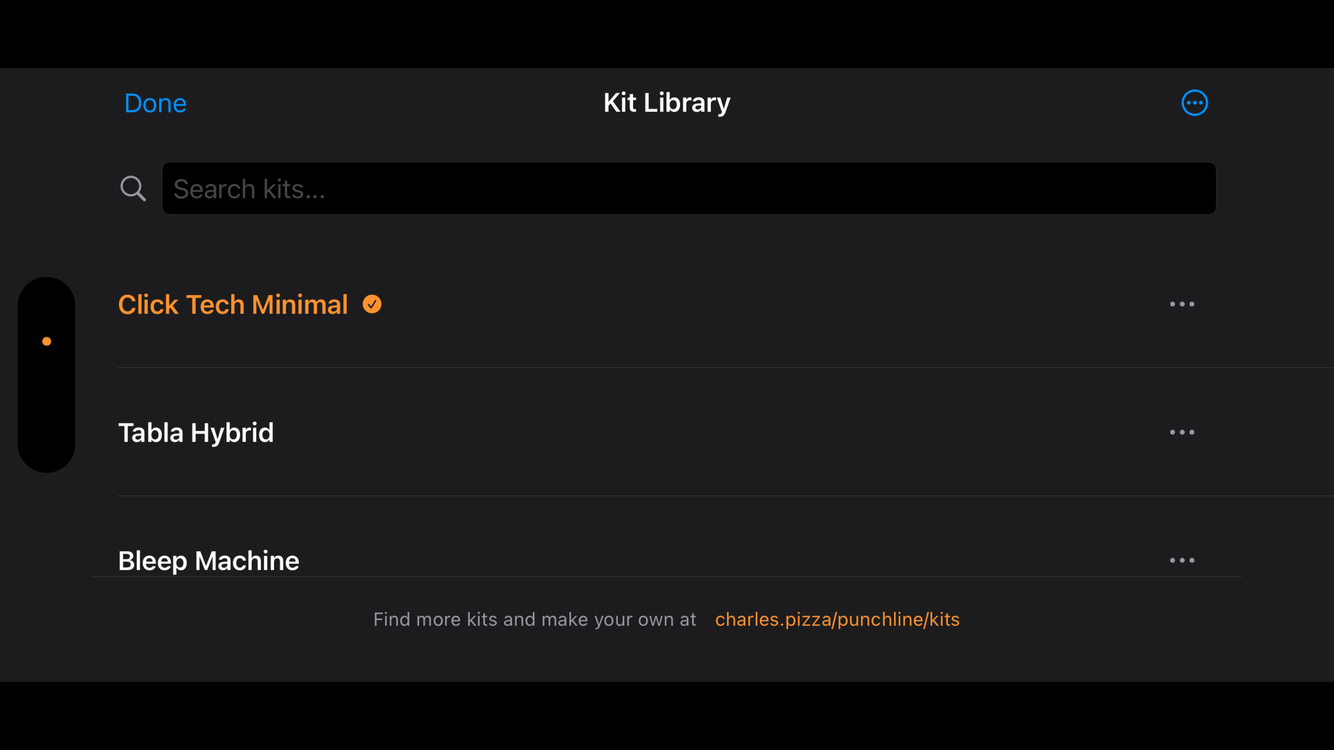 Done
Kit Library
Search kits...
Click Tech Minimal
Tabla Hybrid
Bleep Machine
Find more kits and make your own at charles.pizza/punchline/kits